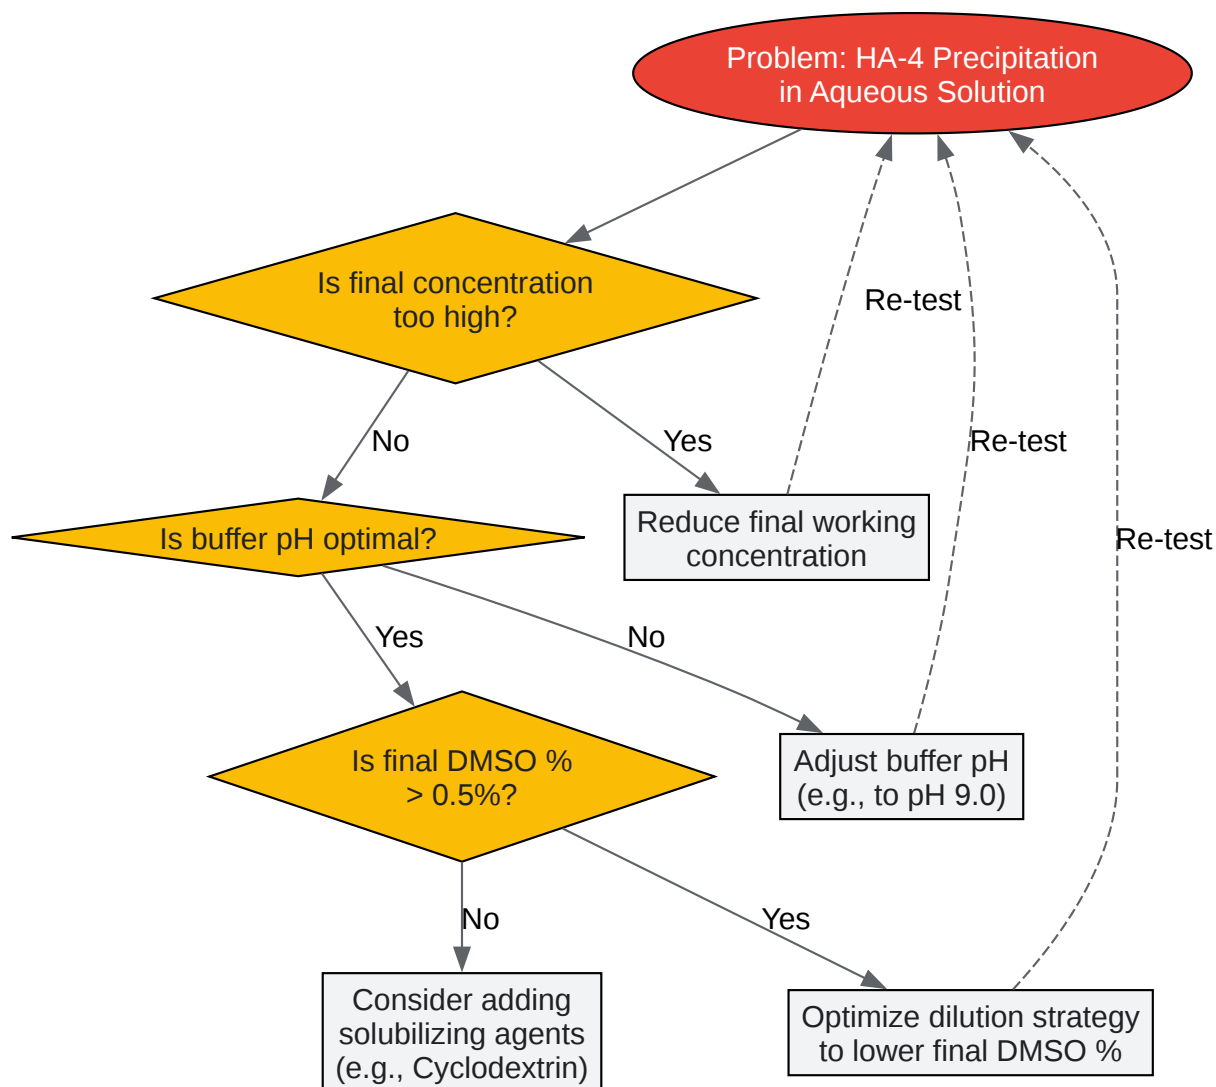 Problem: HA-4 Precipitation
in Aqueous Solution
Is final concentration
too high?
Re-test
No
Yes
Re-test
Reduce final working
concentration
Is buffer pH optimal?
Re-test
Yes
No
Is final DMSO %
> 0.5%?
Adjust buffer pH
(e.g., to pH 9.0)
No
Yes
Consider adding
solubilizing agents
(e.g., Cyclodextrin)
Optimize dilution strategy
to lower final DMSO %